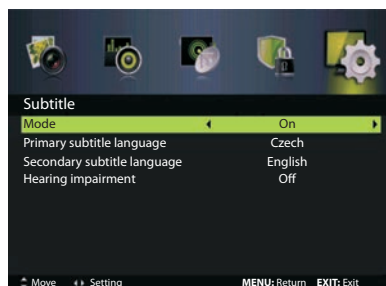 Subtitle
Mode On
Primary subtitle language Czech
Secondary subtitle language English
Hearing impairment Off
Move Setting MENU: Return EXIT: Exit